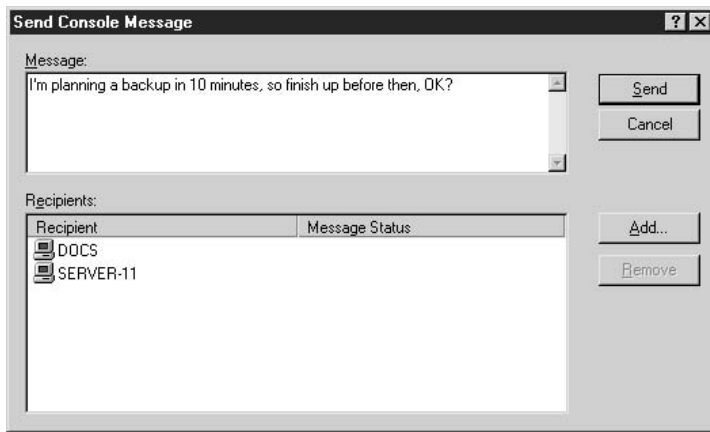 Send Console Message
? X
Message:
I'm planning a backup in 10 minutes, so finish up before then, OK?
Send
Cancel
Recipients:
Recipient Message Status
DOCS
SERVER-11
Add...
Remove